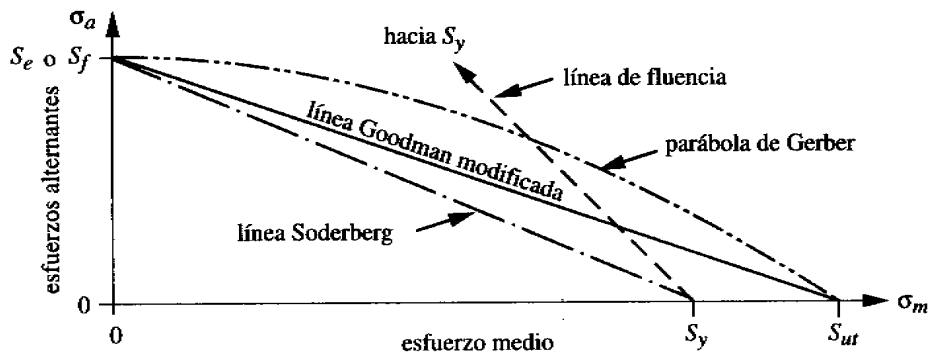 σa
Se o Sf
hacia Sy
línea de fluencia
esfuerzos alternantes
línea Goodman modificada
parábola de Gerber
línea Soderberg
0
σm
0
esfuerzo medio
Sy
Sut